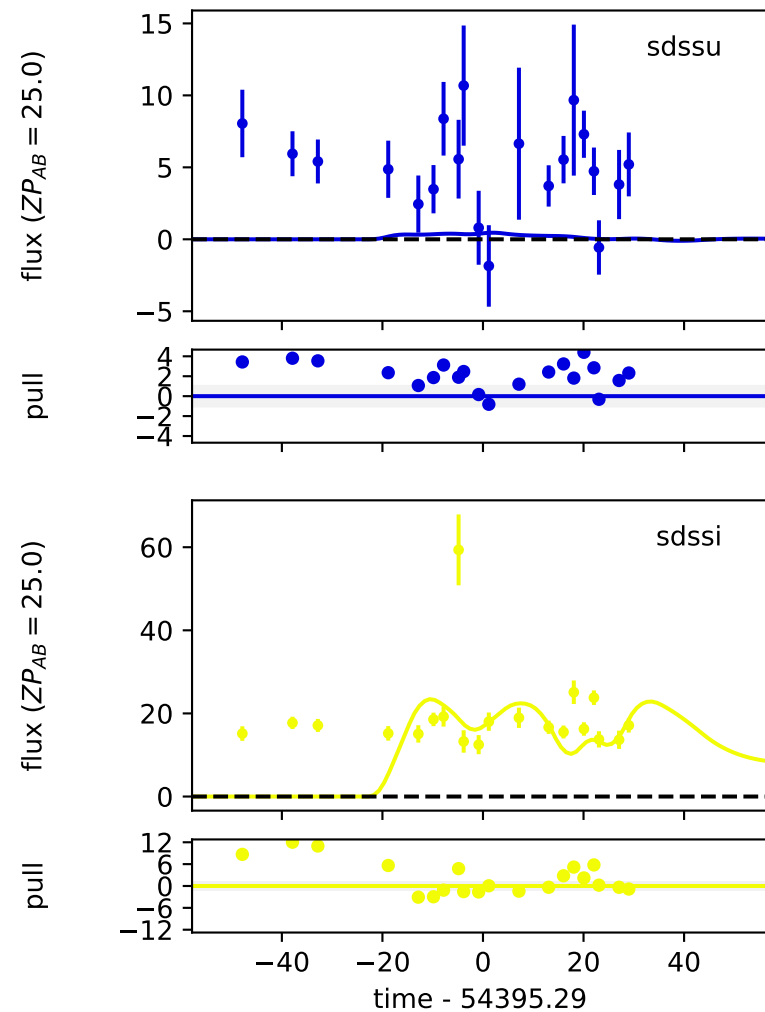 15
sdssu
10
5
0
−5
flux (ZP_AB = 25.0)
4
2
0
−2
−4
pull
sdssi
60
40
20
0
flux (ZP_AB = 25.0)
12
6
0
−6
−12
pull
−40 −20 0 20 40
time - 54395.29